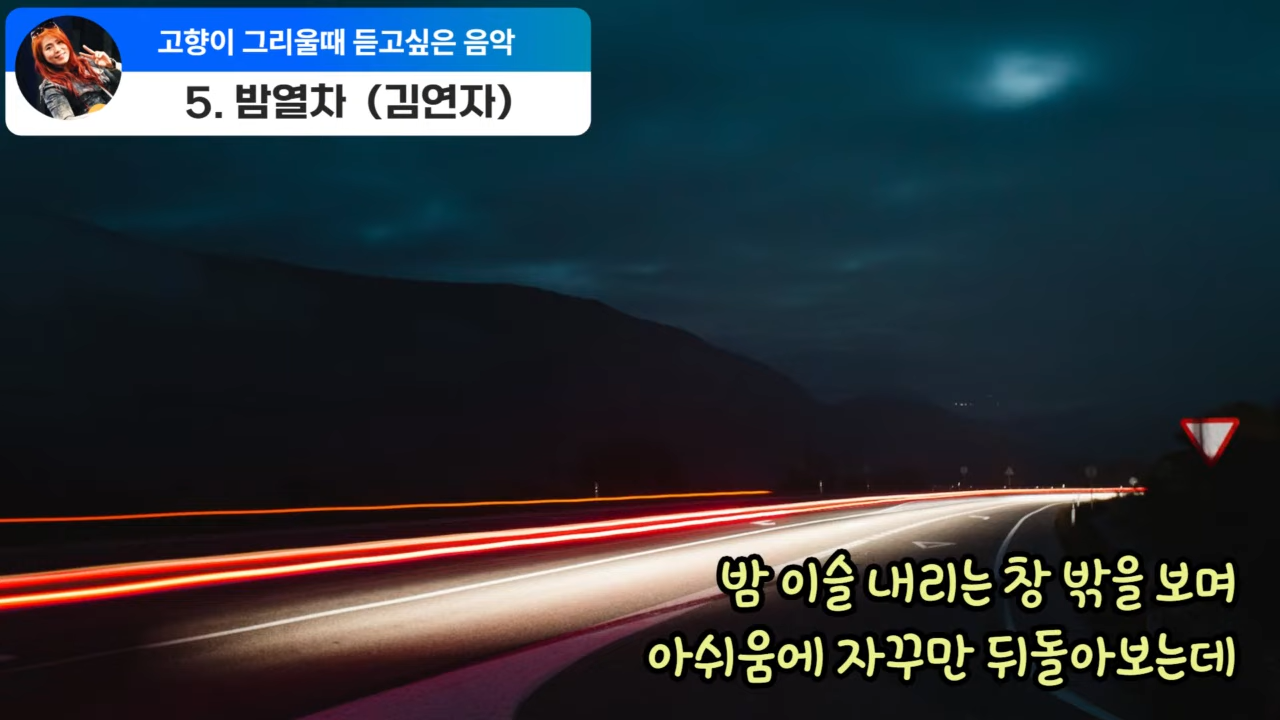 고향이 그리울때 듣고싶은 음악
5. 밤열차 (김연자)
밤 이슬 내리는 창 밖을 보며
아쉬움에 자꾸만 뒤돌아보는데